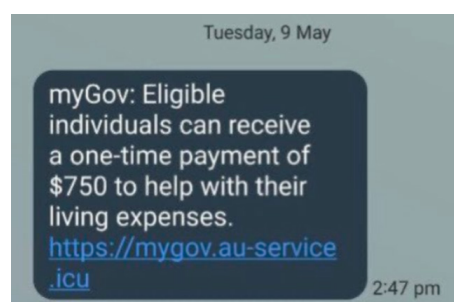 Tuesday, 9 May
myGov: Eligible
individuals can receive
a one-time payment of
$750 to help with their
living expenses.
https://mygov.au-service
.icu
2:47 pm